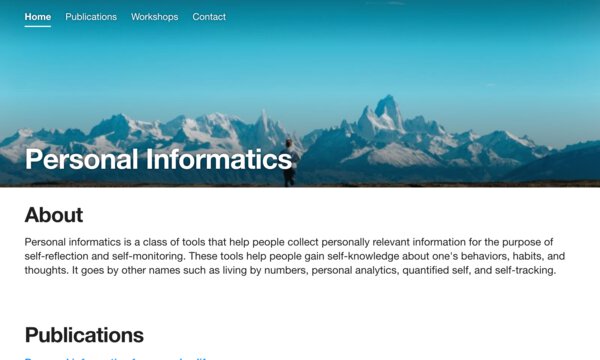 Home Publications Workshops Contact
Personal Informatics
About
Personal informatics is a class of tools that help people collect personally relevant information for the purpose of
self-reflection and self-monitoring. These tools help people gain self-knowledge about one's behaviors, habits, and
thoughts. It goes by other names such as living by numbers, personal analytics, quantified self, and self-tracking.
Publications